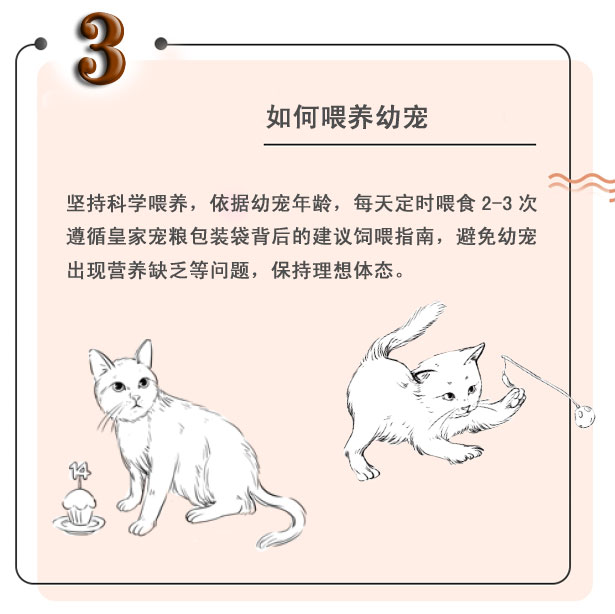 3
如何喂养幼宠
坚持科学喂养，依据幼宠年龄，每天定时喂食 2-3 次
遵循皇家宠粮包装袋背后的建议饲喂指南，避免幼宠
出现营养缺乏等问题，保持理想体态。
14